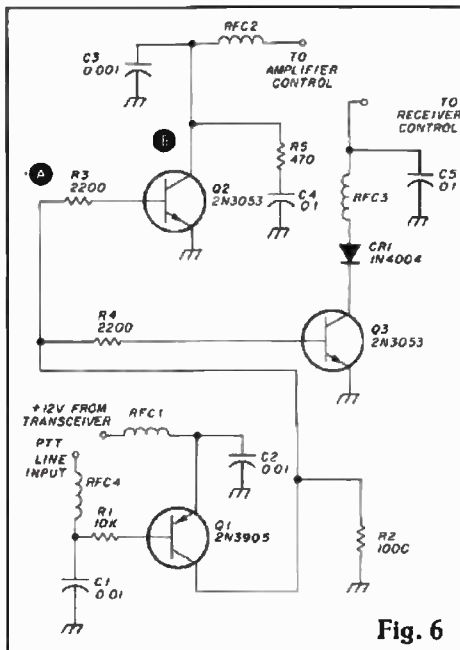 RFC2
C3
0.001
TO
AMPLIFIER
CONTROL
TO
RECEIVER
CONTROL
B
R5
470
C5
0.1
A
R3
2200
Q2
2N3053
C4
0.1
RFC3
CR1
1N4004
R4
2200
Q3
2N3053
+12V FROM
TRANSCEIVER
RFC1
PTT
LINE
INPUT
C2
0.01
RFC4
R1
10K
Q1
2N3905
R2
1000
C1
0.01
Fig. 6